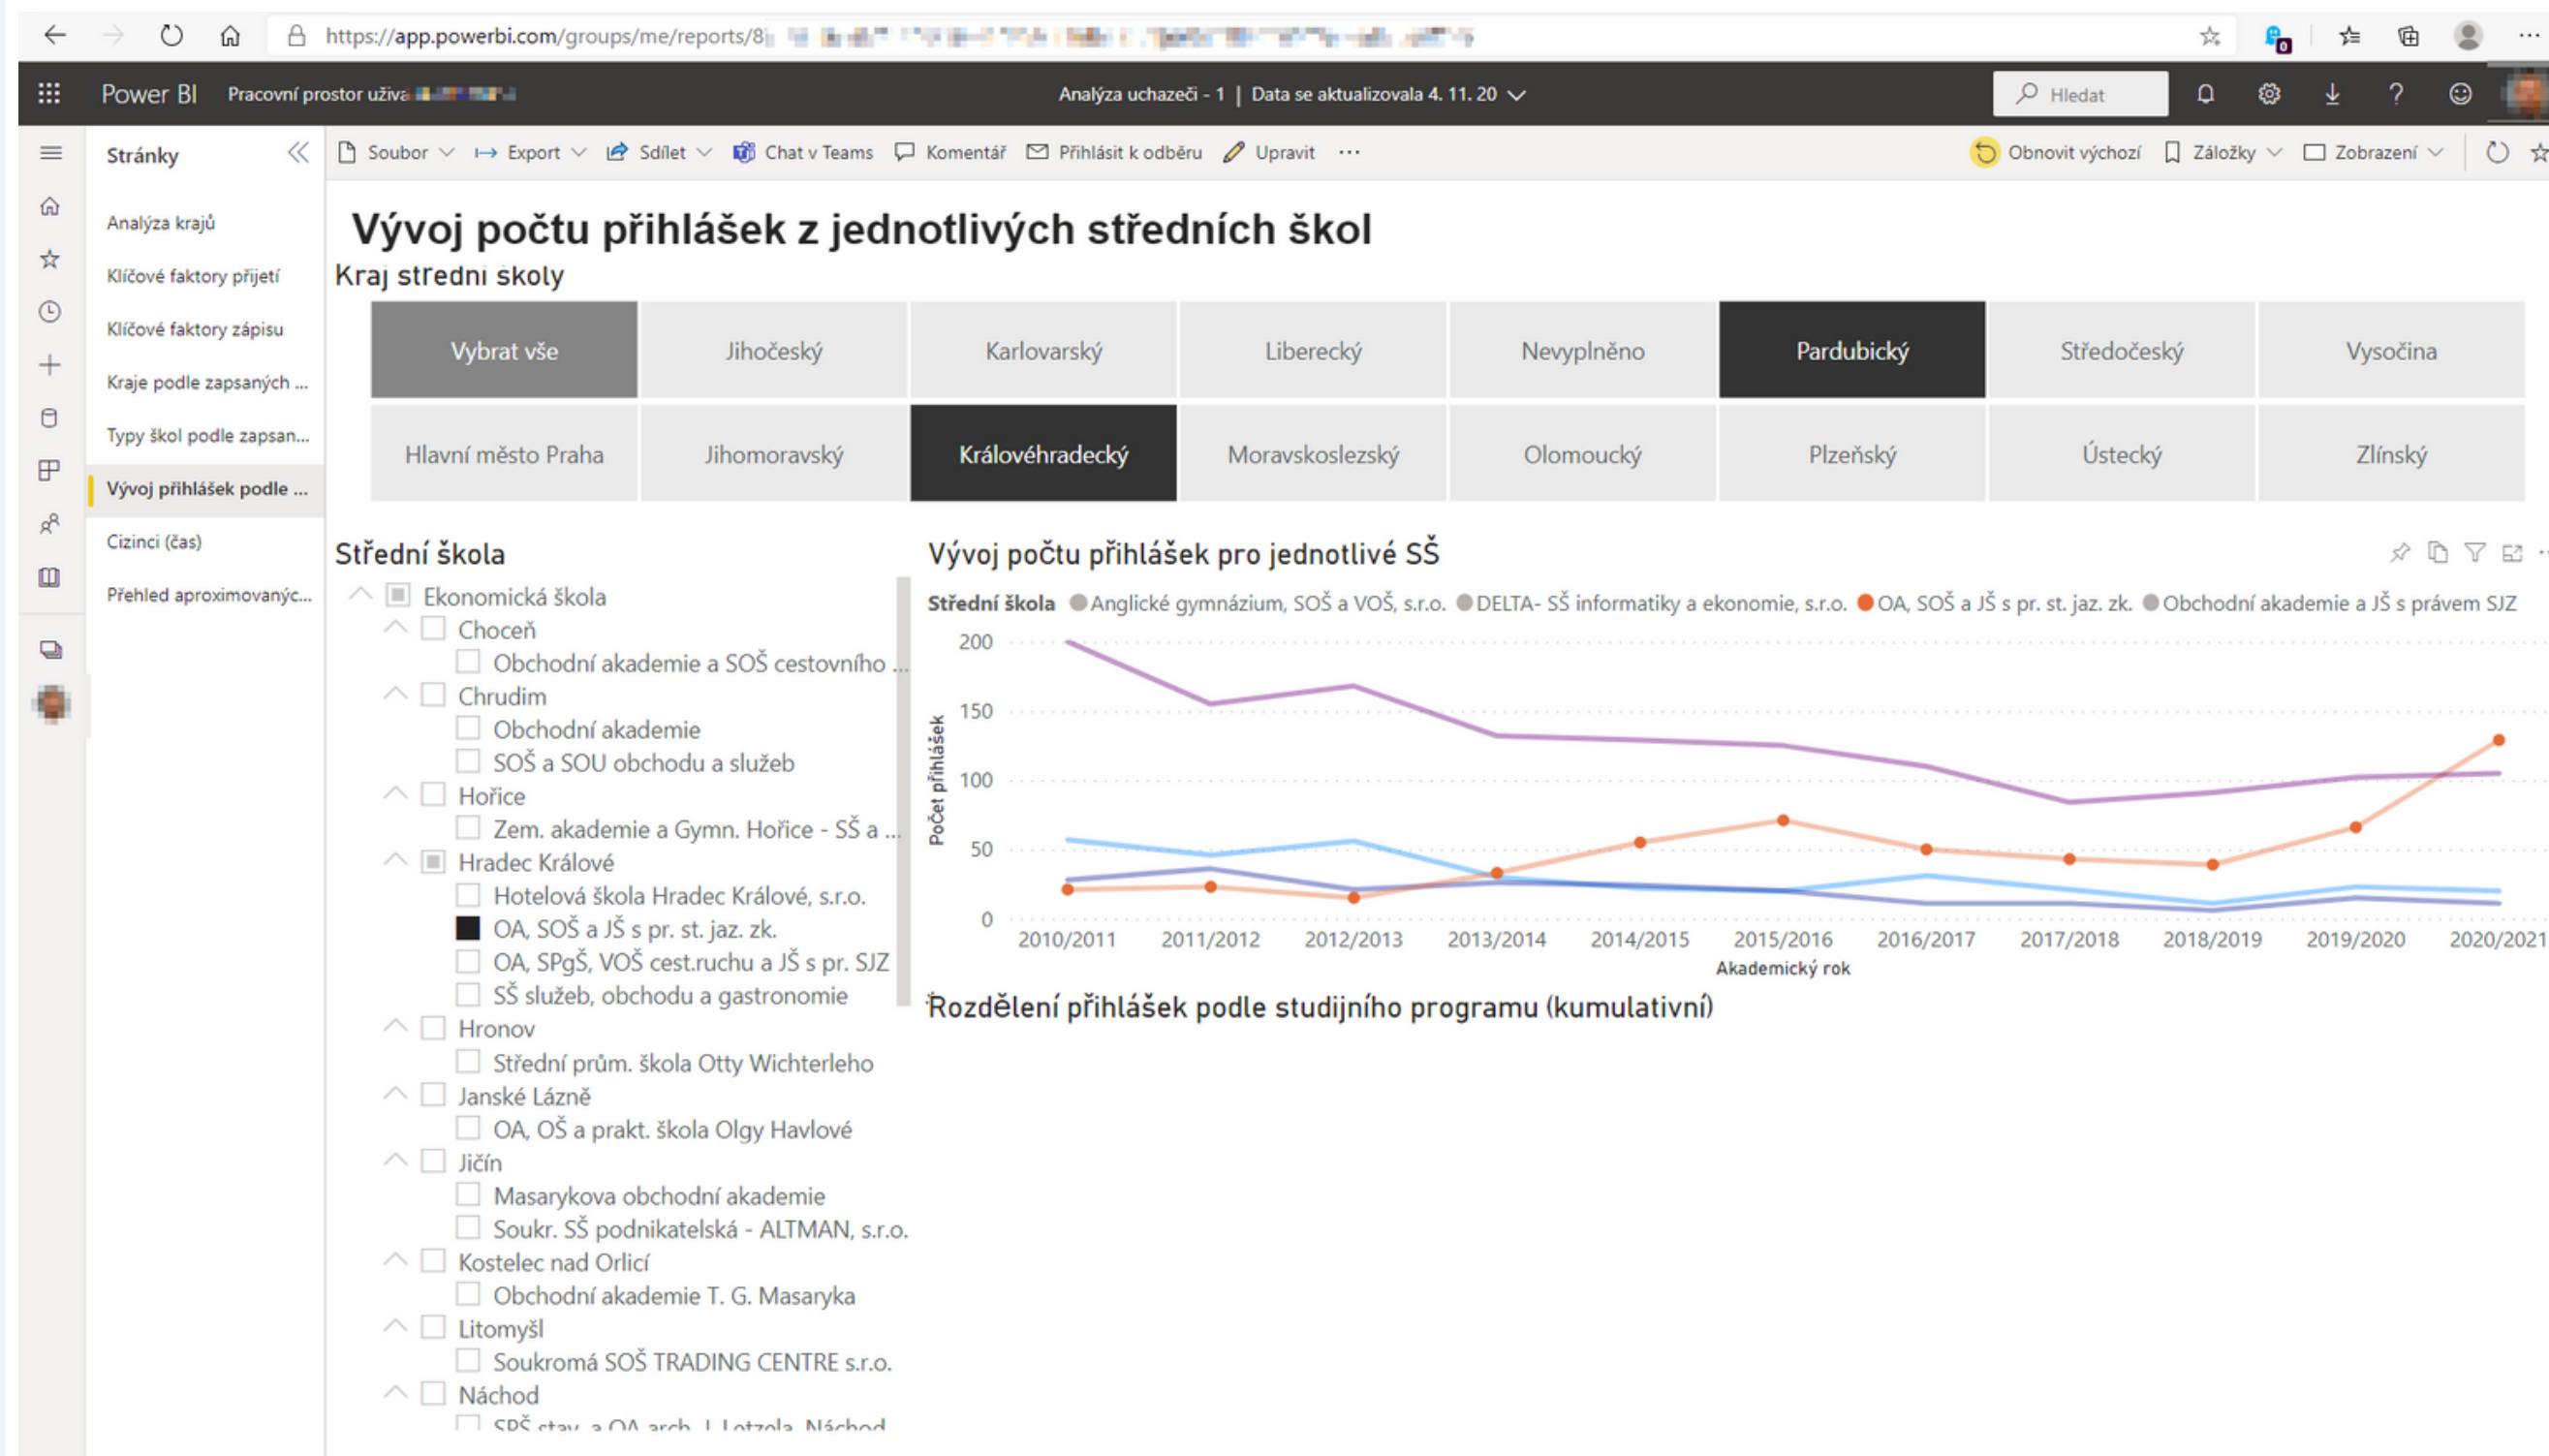 https://app.powerbi.com/groups/me/reports/8
0
Power BI Pracovní prostor uživa
Analýza uchazeči - 1 | Data se aktualizovala 4. 11. 20
Hledat
?
Stránky
Soubor Export Sdílet Chat v Teams Komentář Přihlásit k odběru Upravit ...
Obnovit výchozí Záložky Zobrazení
Analýza krajů
Klíčové faktory přijetí
Klíčové faktory zápisu
Kraje podle zapsaných ...
Typy škol podle zapsan...
Vývoj přihlášek podle ...
Cizinci (čas)
Přehled aproximovanýc...
Vývoj počtu přihlášek z jednotlivých středních škol
Kraj střední školy
Vybrat vše Jihočeský Karlovarský Liberecký Nevyplněno Pardubický Středočeský Vysočina
Hlavní město Praha Jihomoravský Královéhradecký Moravskoslezský Olomoucký Plzeňský Ústecký Zlínský
Střední škola
Ekonomická škola
Choceň
Obchodní akademie a SOŠ cestovního ...
Chrudim
Obchodní akademie
SOŠ a SOU obchodu a služeb
Hořice
Zem. akademie a Gymn. Hořice - SŠ a ...
Hradec Králové
Hotelová škola Hradec Králové, s.r.o.
OA, SOŠ a JŠ s pr. st. jaz. zk.
OA, SPgŠ, VOŠ cest.ruchu a JŠ s pr. SJZ
SŠ služeb, obchodu a gastronomie
Hronov
Střední prům. škola Otty Wichterleho
Janské Lázně
OA, OŠ a prakt. škola Olgy Havlové
Jičín
Masarykova obchodní akademie
Soukr. SŠ podnikatelská - ALTMAN, s.r.o.
Kostelec nad Orlicí
Obchodní akademie T. G. Masaryka
Litomyšl
Soukromá SOŠ TRADING CENTRE s.r.o.
Náchod
SPŠ stav. a OA arch. J. Letzela, Náchod
Vývoj počtu přihlášek pro jednotlivé SŠ
Střední škola Anglické gymnázium, SOŠ a VOŠ, s.r.o. DELTA- SŠ informatiky a ekonomie, s.r.o. OA, SOŠ a JŠ s pr. st. jaz. zk. Obchodní akademie a JŠ s právem SJZ
Počet přihlášek
200
150
100
50
0
2010/2011 2011/2012 2012/2013 2013/2014 2014/2015 2015/2016 2016/2017 2017/2018 2018/2019 2019/2020 2020/2021
Akademický rok
Rozdělení přihlášek podle studijního programu (kumulativní)